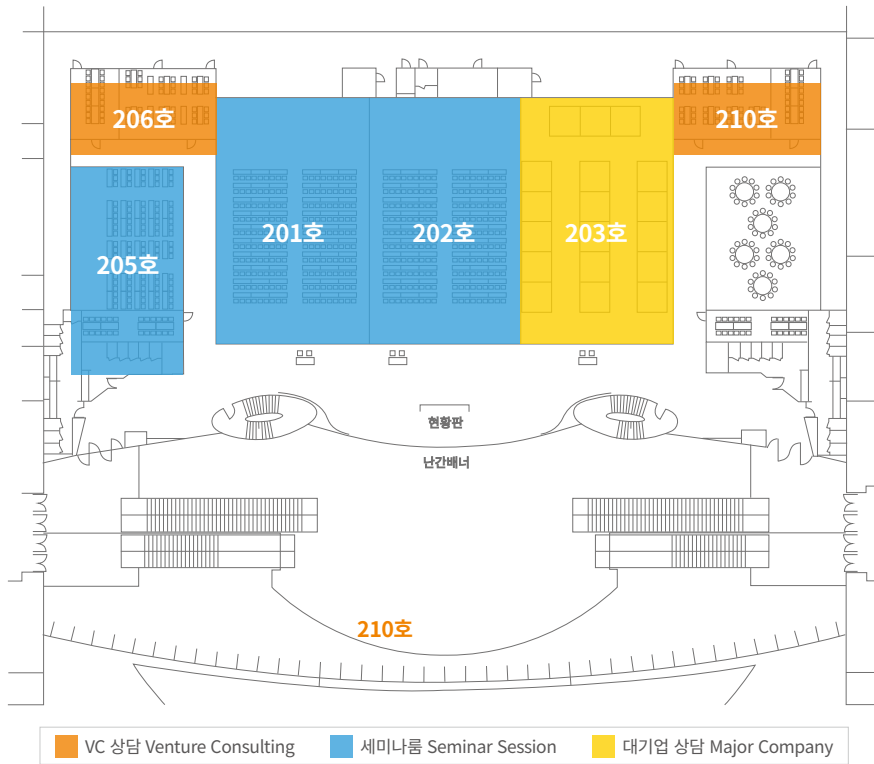 206호
210호
201호
202호
203호
205호
현황판
난간배너
210호
VC 상담 Venture Consulting
세미나룸 Seminar Session
대기업 상담 Major Company